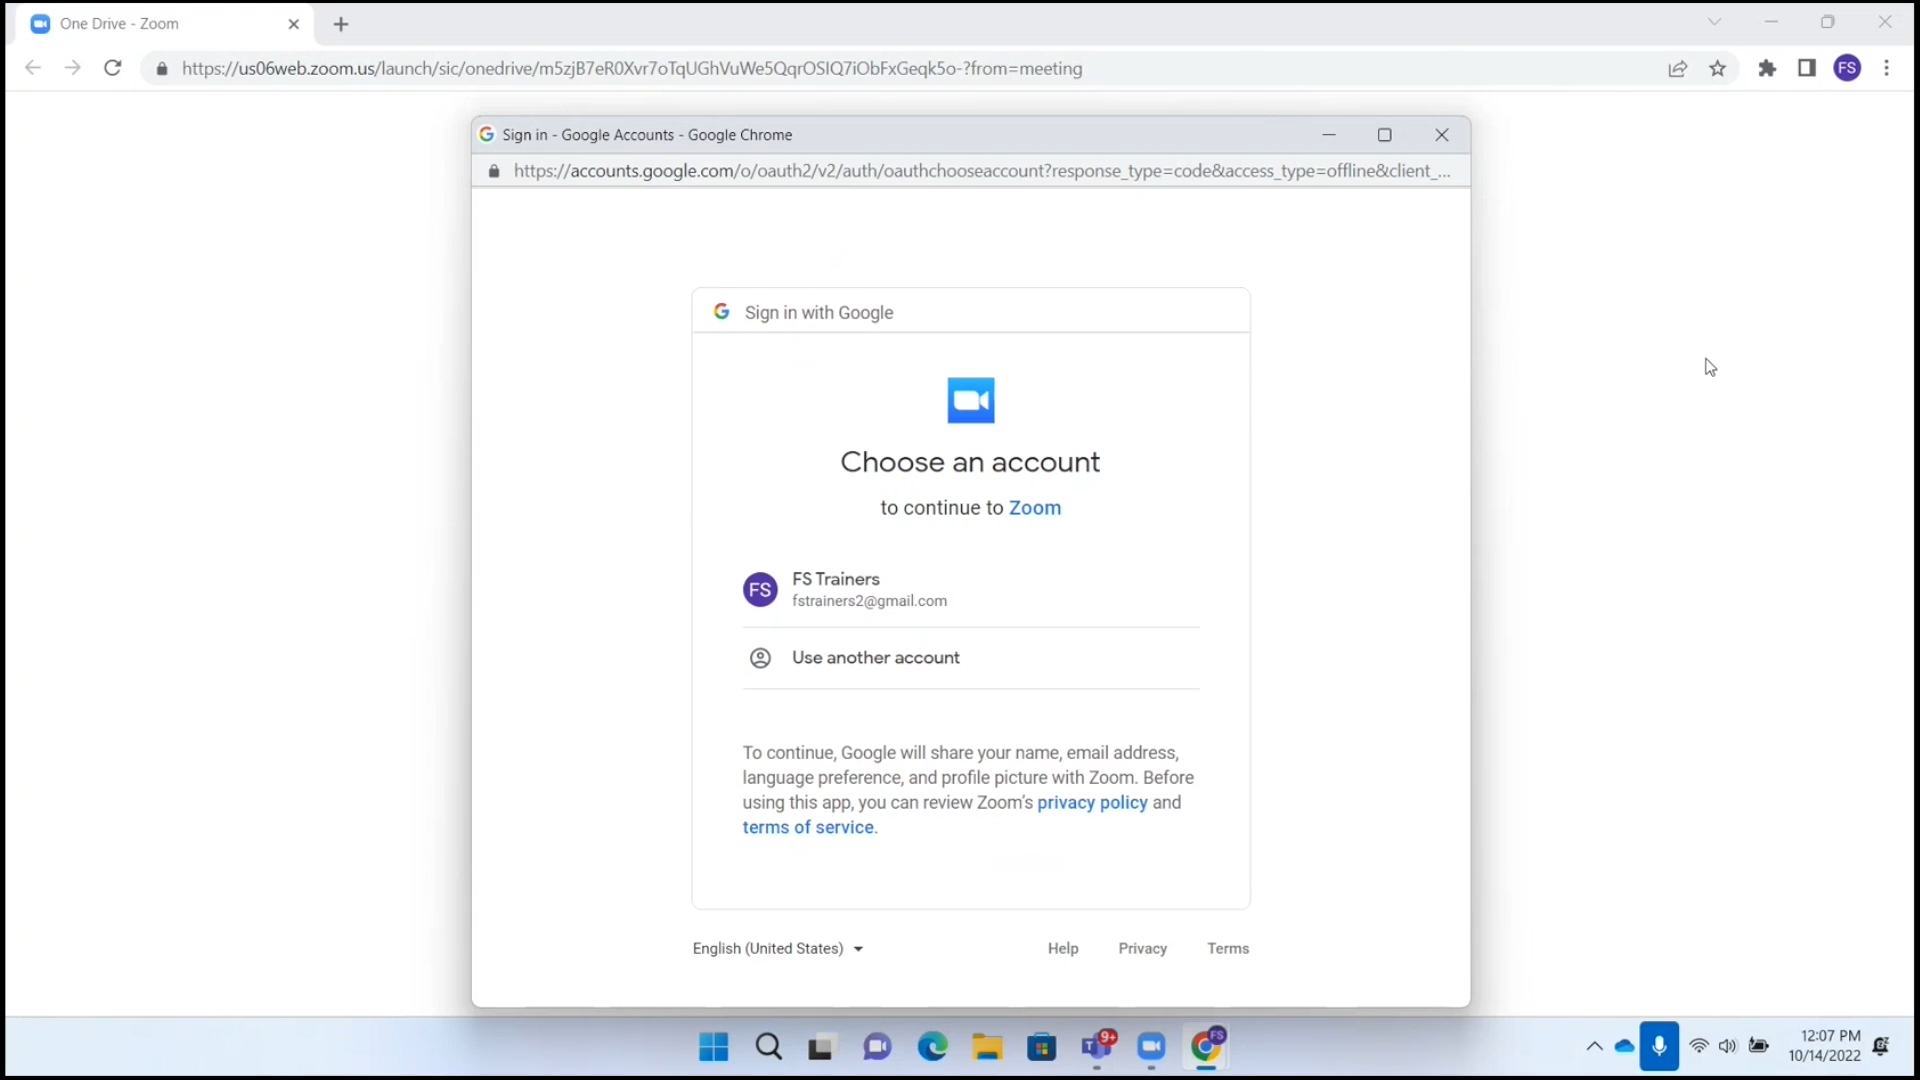 One Drive - Zoom
https://us06web.zoom.us/launch/sic/onedrive/m5zjB7eR0Xvr7oTqUGhVuWe5QqrOSIQ7iObFxGeqk5o-?from=meeting
FS
Sign in - Google Accounts - Google Chrome
https://accounts.google.com/o/oauth2/v2/auth/oauthchooseaccount?response_type=code&access_type=offline&client_...
Sign in with Google
Choose an account
to continue to Zoom
FS
FS Trainers
fstrainers2@gmail.com
Use another account
To continue, Google will share your name, email address,
language preference, and profile picture with Zoom. Before
using this app, you can review Zoom's privacy policy and
terms of service.
English (United States)
Help
Privacy
Terms
9+
FS
12:07 PM
10/14/2022